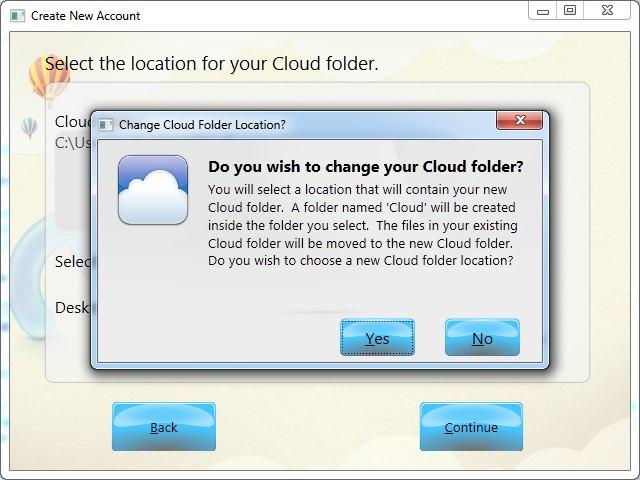 Create New Account
Select the location for your Cloud folder.
Cloud
C:\Us
Change Cloud Folder Location?
Do you wish to change your Cloud folder?
You will select a location that will contain your new
Cloud folder.  A folder named 'Cloud' will be created
inside the folder you select.  The files in your existing
Cloud folder will be moved to the new Cloud folder.
Do you wish to choose a new Cloud folder location?
Selec
Deskt
Yes
No
Back
Continue